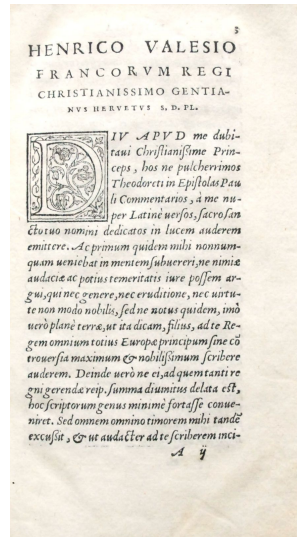 3
HENRICO VALESIO
FRANCORVM REGI
CHRISTIANISSIMO GENTIA-
NVS HERVETVS S. D. PL.
DIV APVD me dubi-
taui Christianißime Prin-
ceps, hos ne pulcherrimos
Theodoreti in Epistolas Pau
li Commentarios, a me nu-
per Latinè uersos, sacrosan
cto tuo nomini dedicatos in lucem auderem
emittere. Ac primum quidem mihi nonnum-
quam ueniebat in mentem subuereri, ne nimiæ
audaciæ ac potius temeritatis iure possem ar-
gui, qui nec genere, nec eruditione, nec uirtu-
te non modo nobilis, sed ne notus quidem, imò
uerò planè terræ, ut ita dicam, filius, ad te Re-
gem omnium totius Europæ principum sine cō
trouersia maximum & nobilißimum scribere
auderem. Deinde uerò ne ei, ad quem tanti re
gni gerendæ reip. summa diuinitus delata est,
hoc scriptorum genus minimè fortasse conue-
niret. Sed omnem omnino timorem mihi tandē
excußit, & ut audacter ad te scriberem inci-
A ij